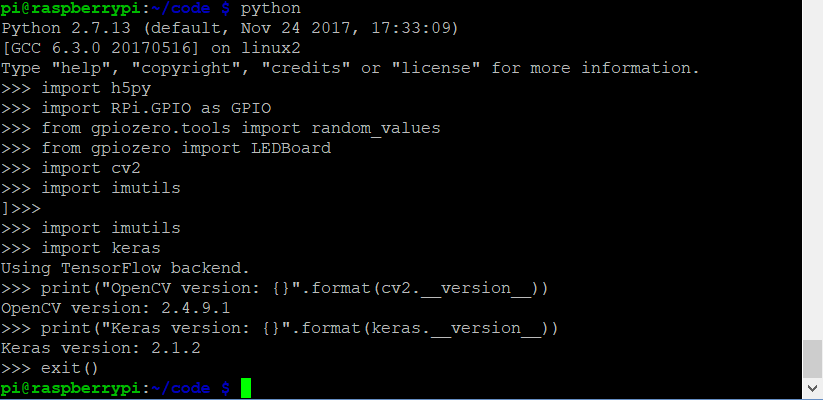 pi@raspberrypi:~/code $ python
Python 2.7.13 (default, Nov 24 2017, 17:33:09)
[GCC 6.3.0 20170516] on linux2
Type "help", "copyright", "credits" or "license" for more information.
>>> import h5py
>>> import RPi.GPIO as GPIO
>>> from gpiozero.tools import random_values
>>> from gpiozero import LEDBoard
>>> import cv2
>>> import imutils
]>>>
>>> import imutils
>>> import keras
Using TensorFlow backend.
>>> print("OpenCV version: {}".format(cv2.__version__))
OpenCV version: 2.4.9.1
>>> print("Keras version: {}".format(keras.__version__))
Keras version: 2.1.2
>>> exit()
pi@raspberrypi:~/code $